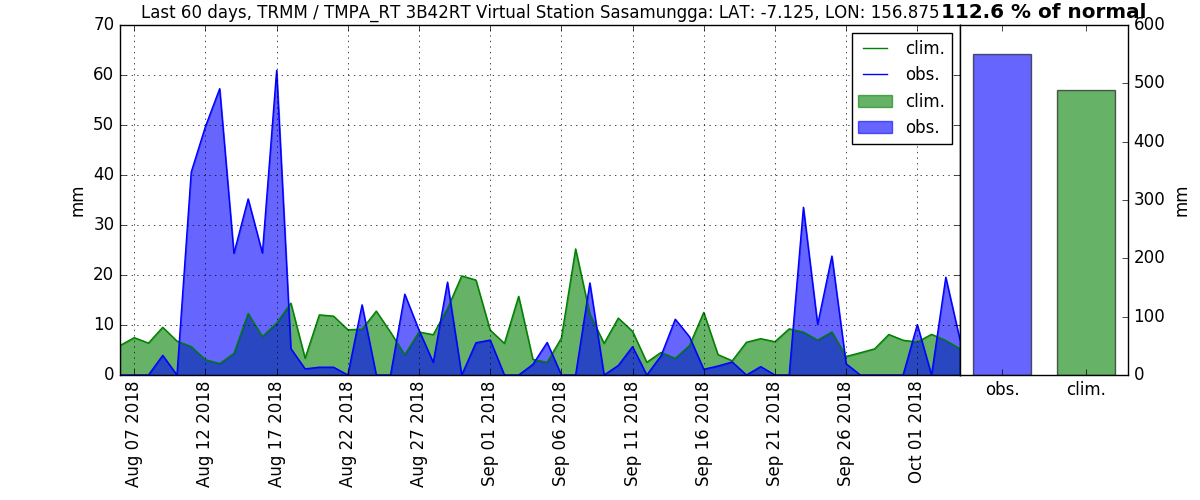 Last 60 days, TRMM / TMPA_RT 3B42RT Virtual Station Sasamungga: LAT: -7.125, LON: 156.875
112.6 % of normal
70
60
50
40
30
20
10
0
mm
clim.
obs.
clim.
obs.
Aug 07 2018
Aug 12 2018
Aug 17 2018
Aug 22 2018
Aug 27 2018
Sep 01 2018
Sep 06 2018
Sep 11 2018
Sep 16 2018
Sep 21 2018
Sep 26 2018
Oct 01 2018
600
500
400
300
200
100
0
mm
obs.
clim.